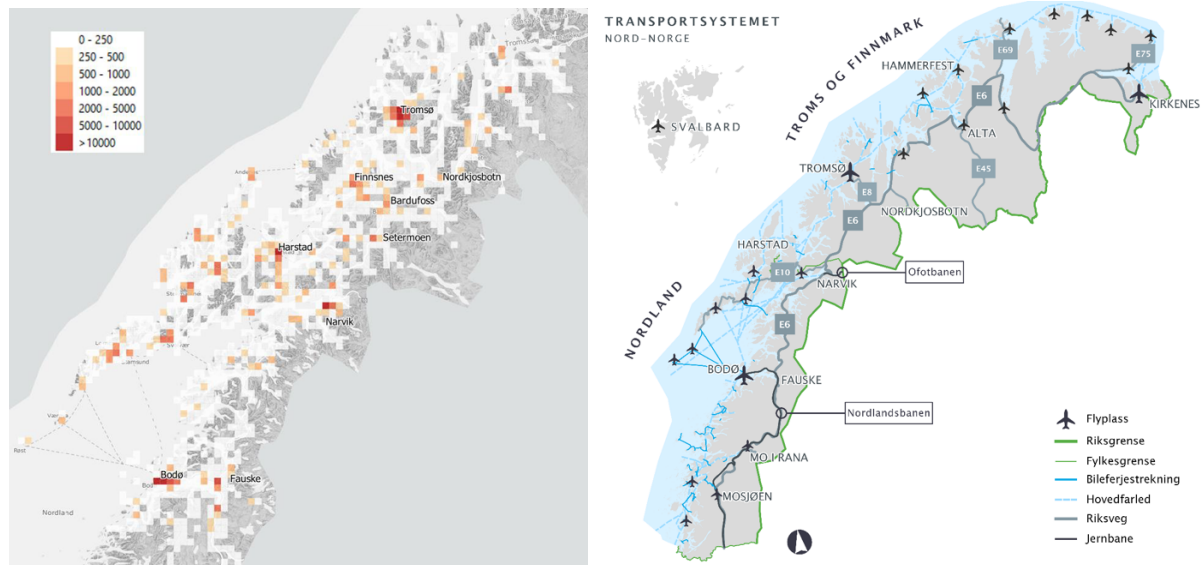 0 - 250
250 - 500
500 - 1000
1000 - 2000
2000 - 5000
5000 - 10000
>10000
Troms
Tromsø
Finnsnes
Nordkjosbotn
Bardufoss
Setermoen
Harstad
Narvik
Røst
Bodø
Fauske
Nordland
TRANSPORTSYSTEMET
NORD-NORGE
SVALBARD
TROMS OG FINNMARK
NORDLAND
HAMMERFEST
E69
E75
E6
KIRKENES
ALTA
TROMSØ
E45
E8
NORDKJOSBOTN
E6
HARSTAD
E10
NARVIK
Ofotbanen
E6
BODØ
FAUSKE
Nordlandsbanen
MO I RANA
MOSJØEN
Flyplass
Riksgrense
Fylkesgrense
Bileferjestrekning
Hovedfarled
Riksveg
Jernbane